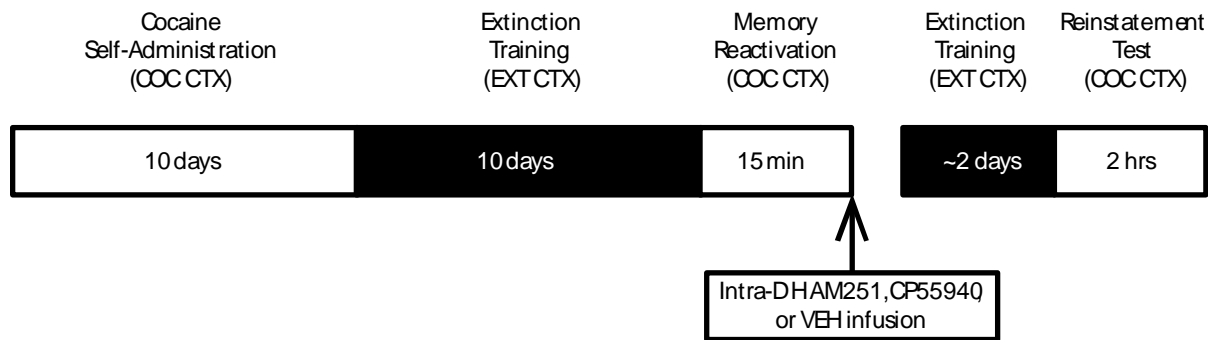 Cocaine
Self-Administration
(COC CTX)
Extinction
Training
(EXT CTX)
Memory
Reactivation
(COC CTX)
Extinction
Training
(EXT CTX)
Reinstatement
Test
(COC CTX)
10 days
10 days
15 min
~2 days
2 hrs
Intra-DH AM251, CP55940,
or VEH infusion